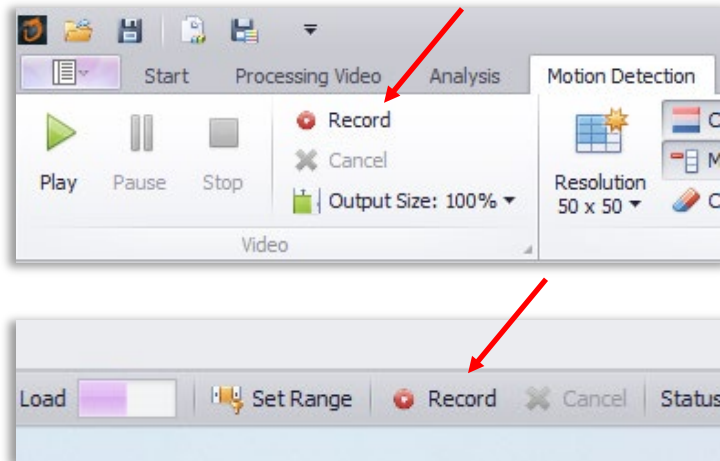 Start Processing Video Analysis Motion Detection
Record
Cancel
Play Pause Stop
Output Size: 100%
Resolution
50 x 50
Video
Load Set Range Record Cancel Status